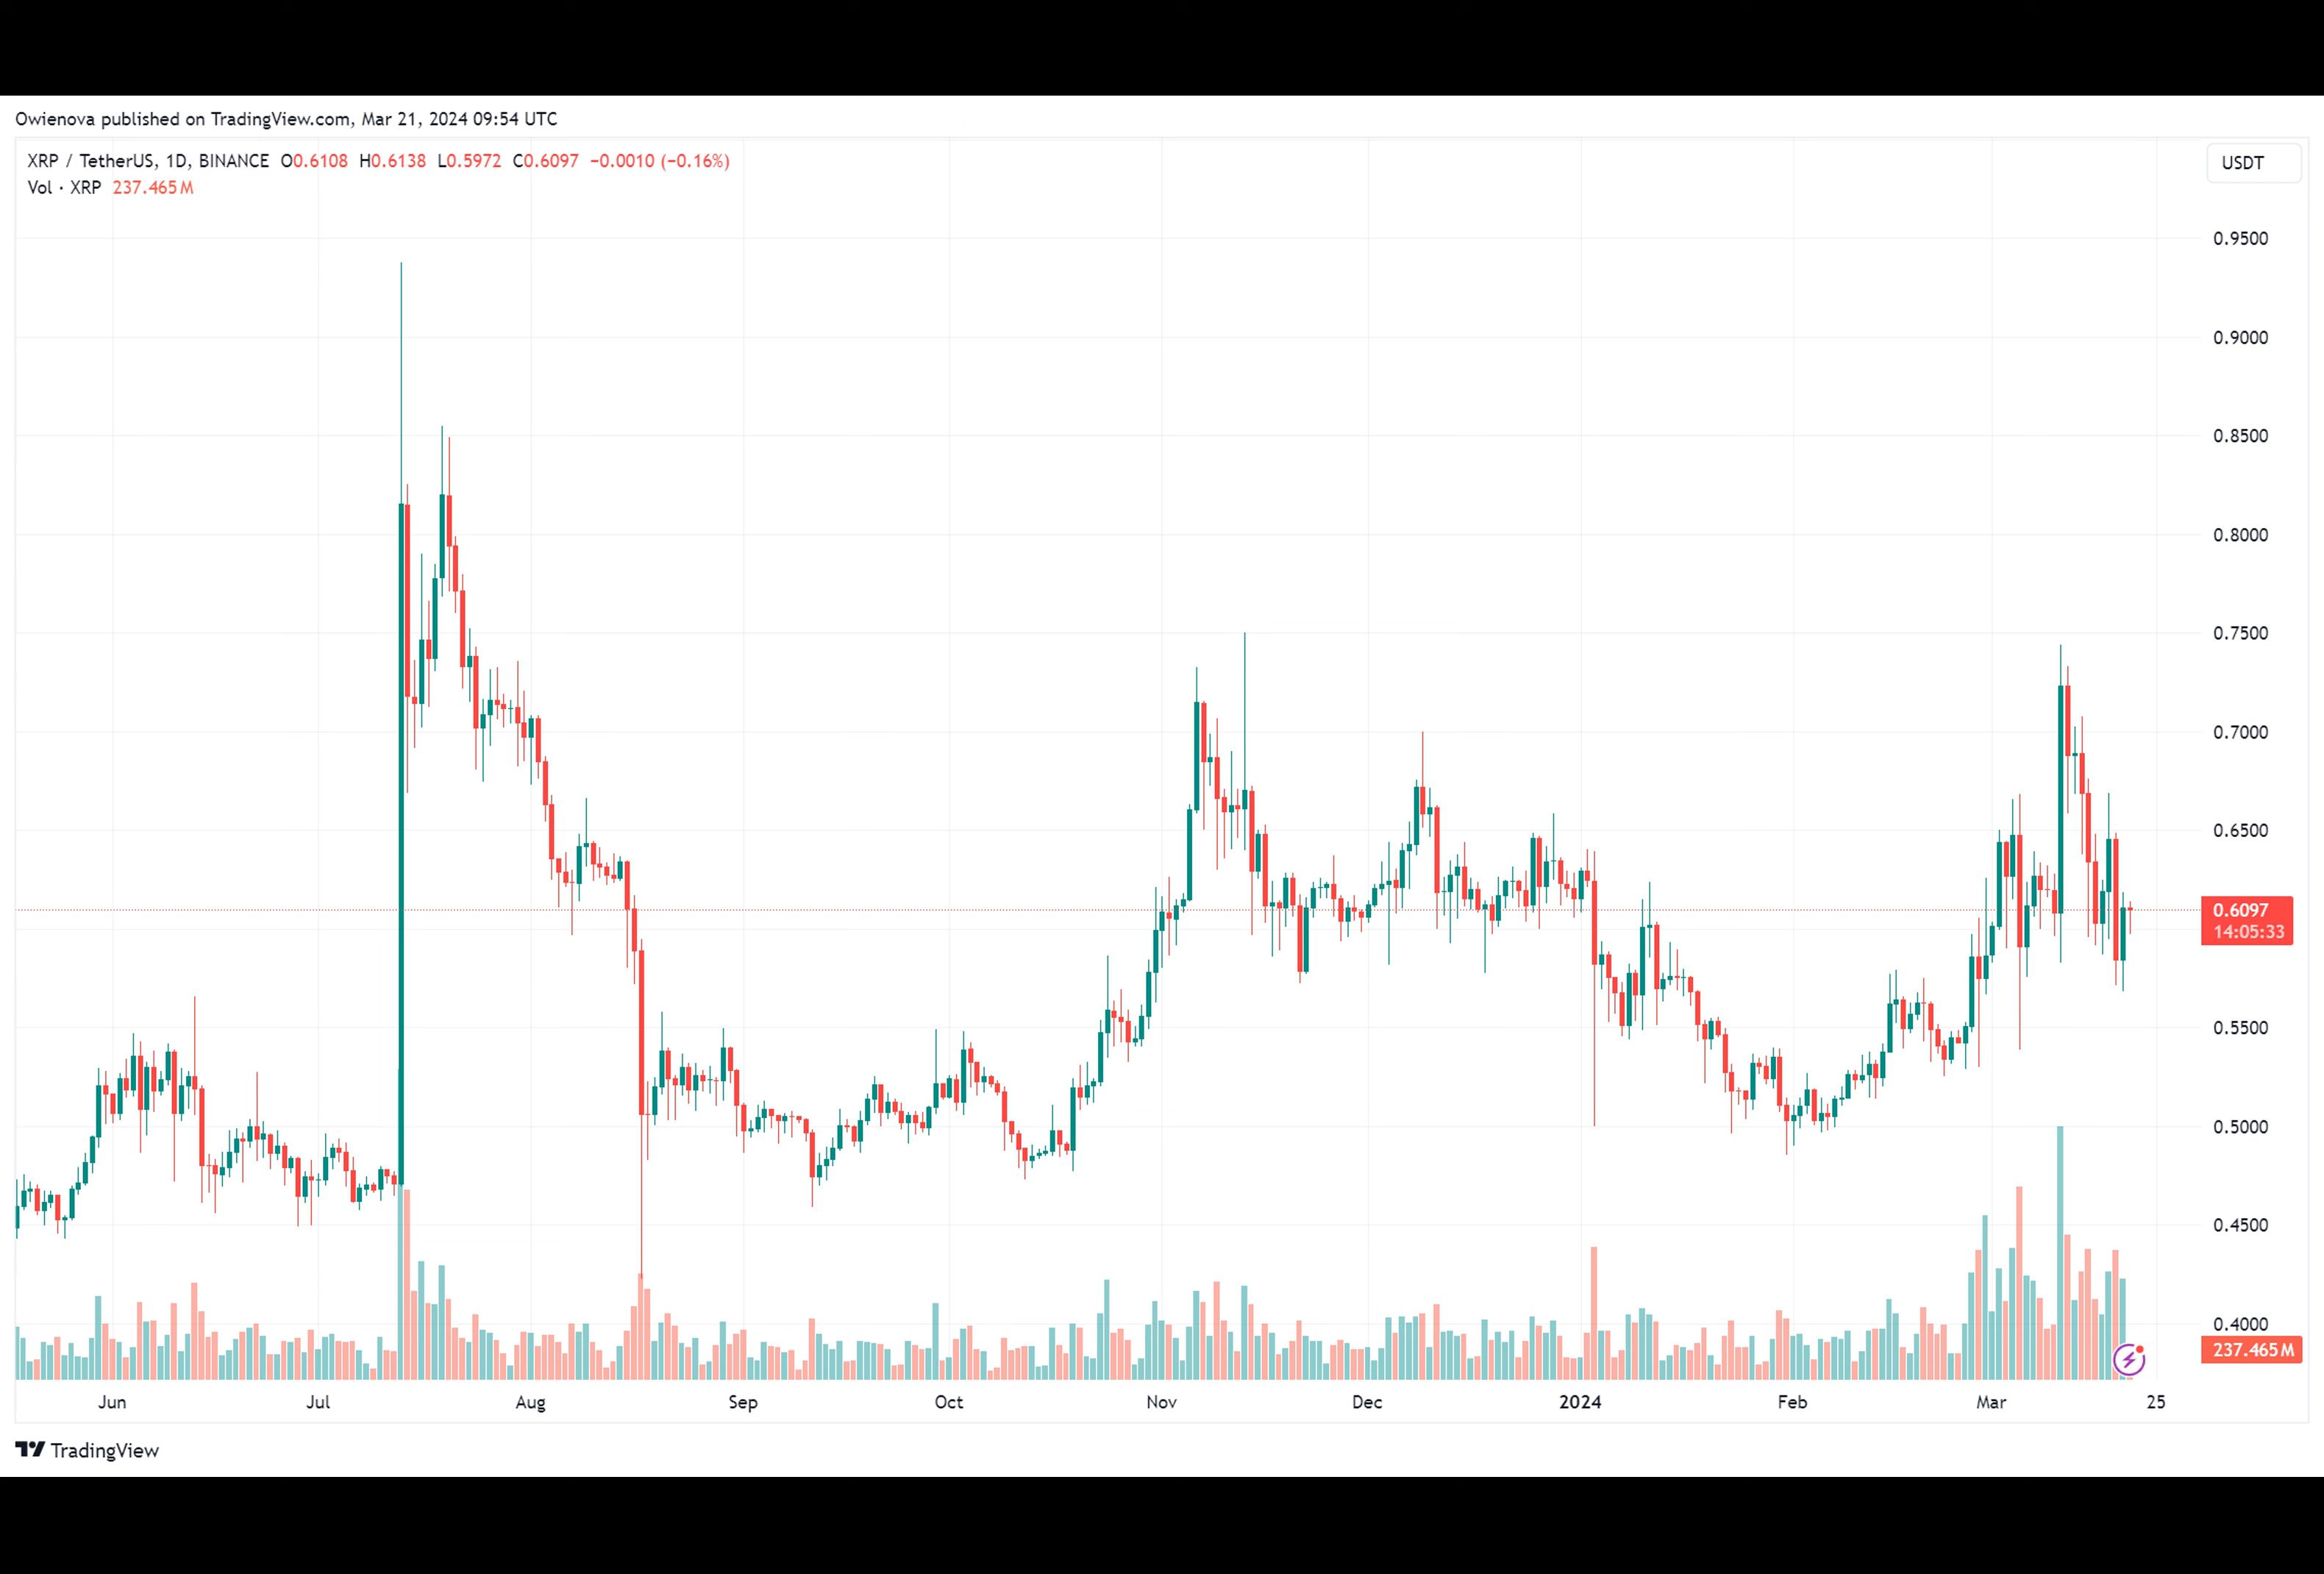 Owienova published on TradingView.com, Mar 21, 2024 09:54 UTC
XRP / TetherUS, 1D, BINANCE O0.6108 H0.6138 L0.5972 C0.6097 −0.0010 (−0.16%)
USDT
Vol · XRP 237.465M
0.9500
0.9000
0.8500
0.8000
0.7500
0.7000
0.6500
0.6097
14:05:33
0.5500
0.5000
0.4500
0.4000
237.465M
Jun Jul Aug Sep Oct Nov Dec 2024 Feb Mar 25
TradingView